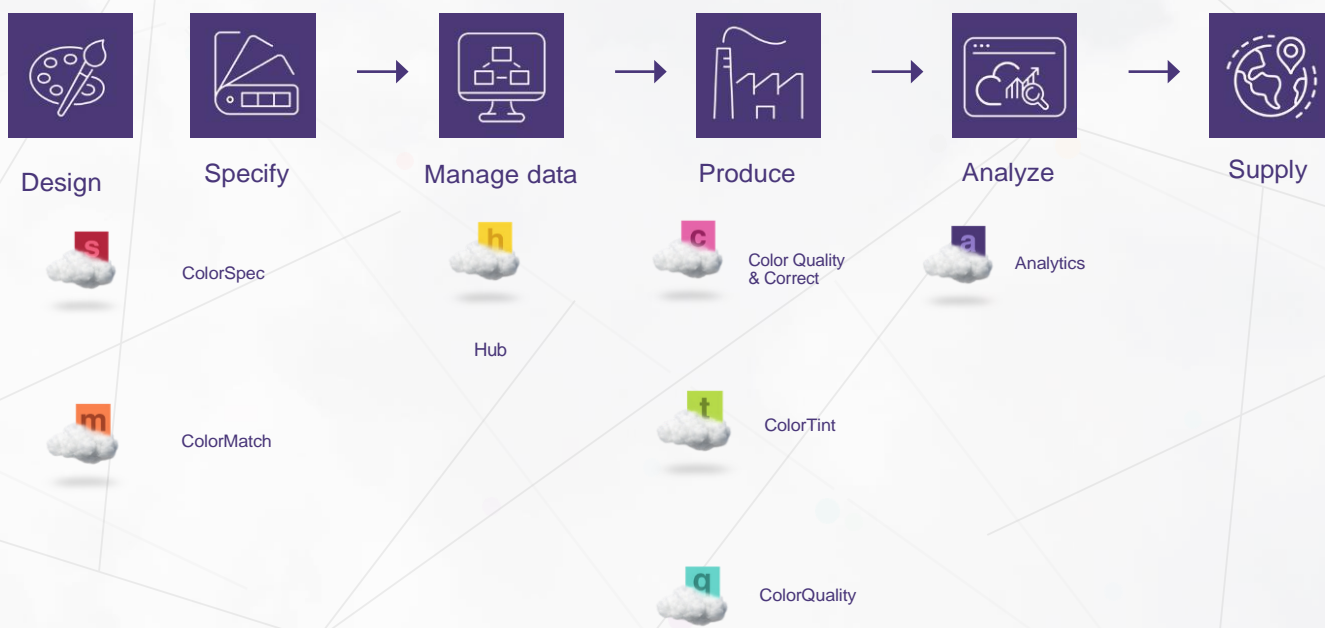 Design
Specify
Manage data
Produce
Analyze
Supply
s
ColorSpec
h
Hub
c
Color Quality
& Correct
a
Analytics
m
ColorMatch
t
ColorTint
q
ColorQuality